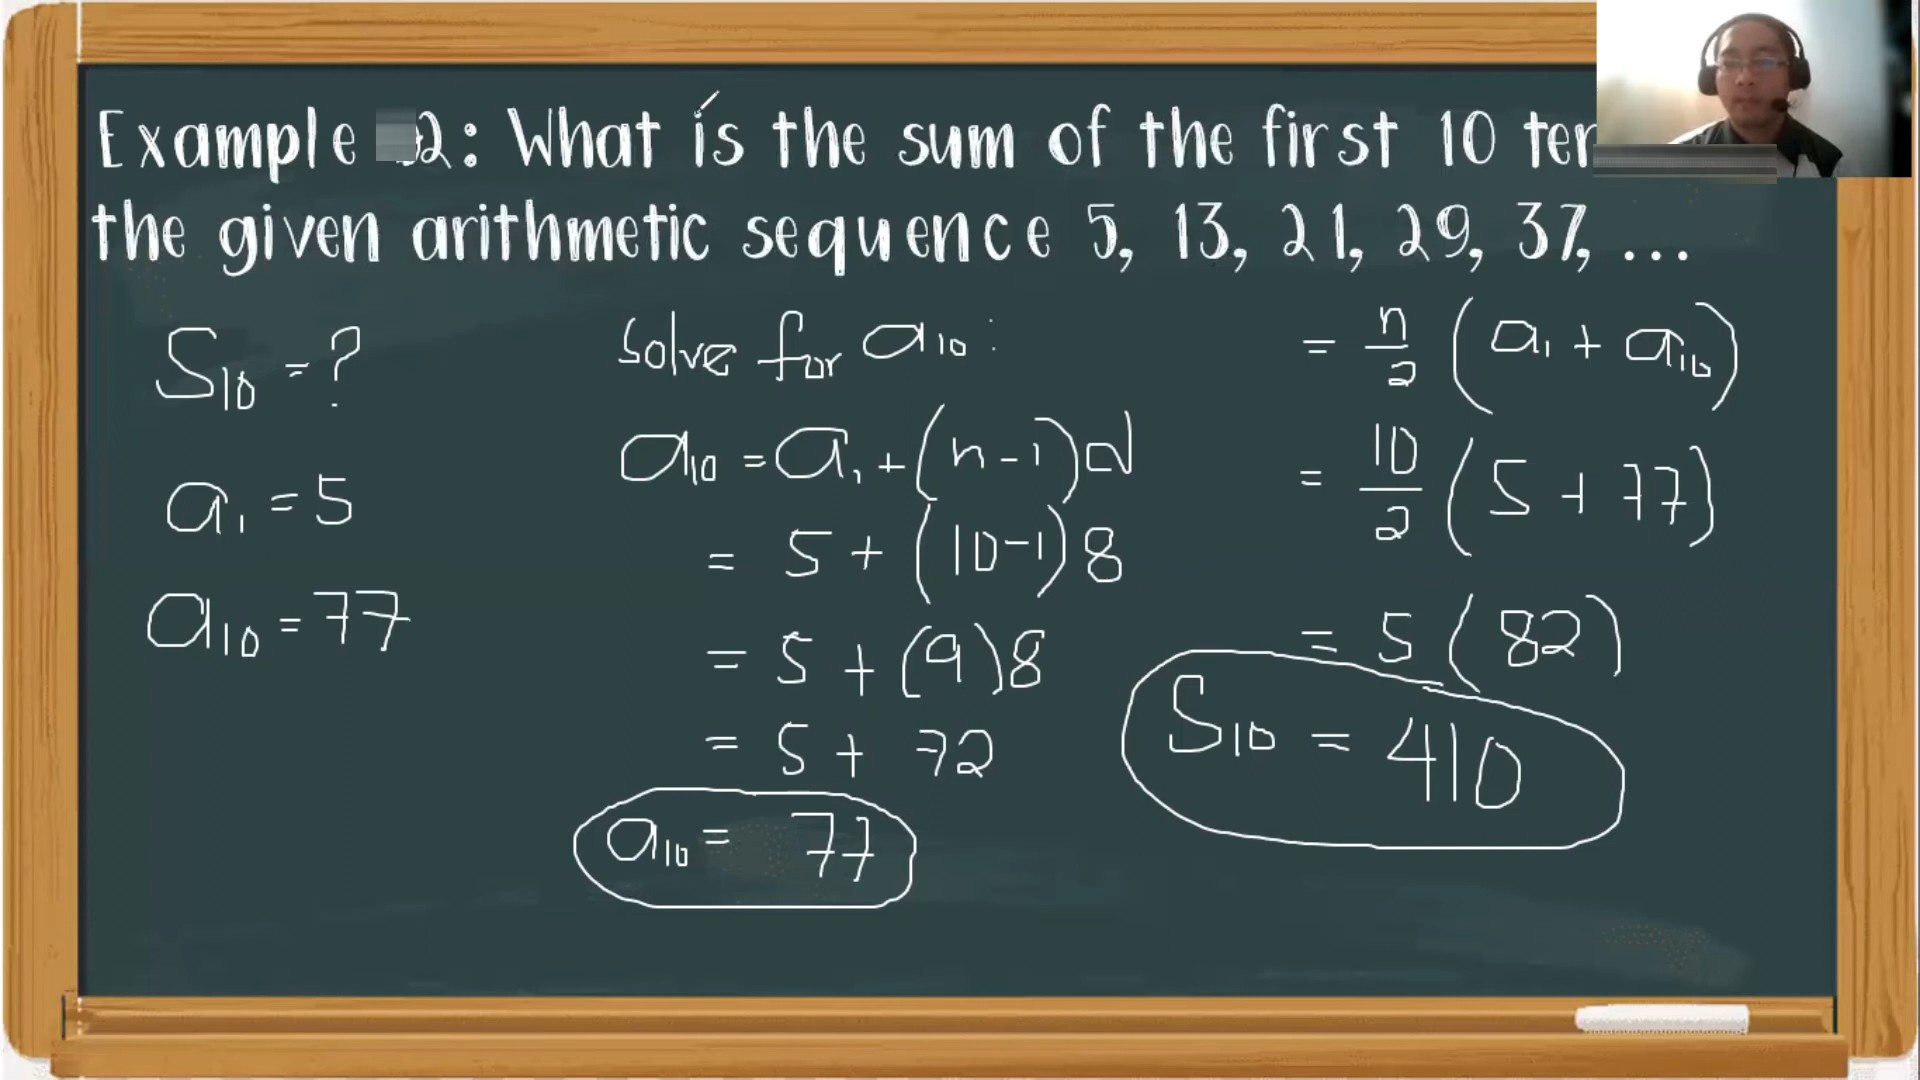 Example 2: What is the sum of the first 10
the given arithmetic sequence 5, 13, 21, 29, 37, ...
S₁₀ = ?
a₁ = 5
a₁₀ = 77
Solve for a₁₀ :
a₁₀ = a₁ + (n-1)d
= 5 + (10-1)8
= 5 + (9)8
= 5 + 72
a₁₀ = 77
= n/2 (a₁ + a₁₀)
= 10/2 (5 + 77)
= 5 (82)
S₁₀ = 410